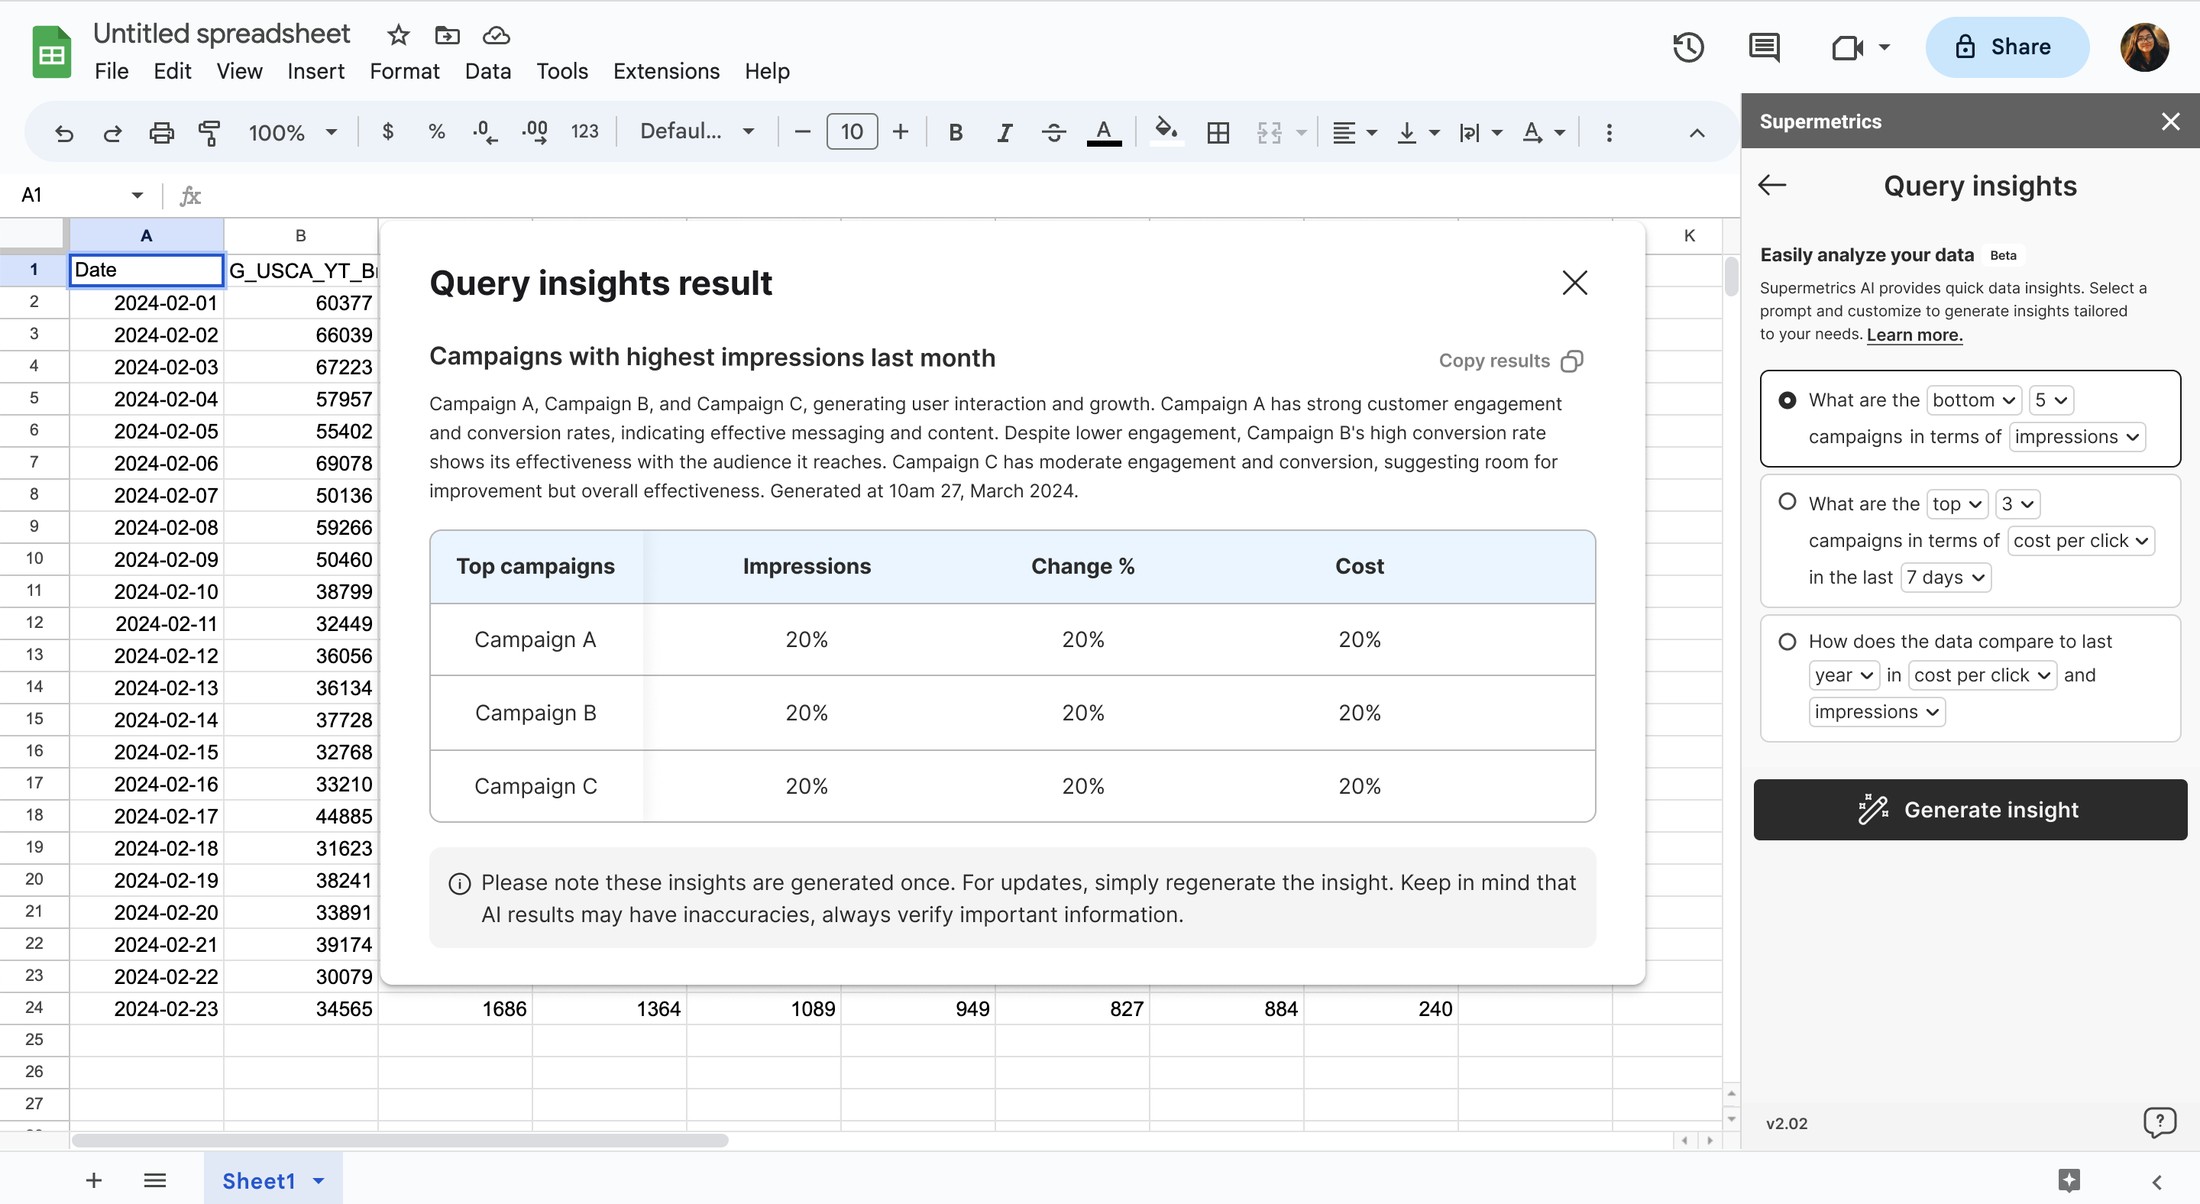 Untitled spreadsheet
File Edit View Insert Format Data Tools Extensions Help
Share
100% $ % .0 .00 123 Defaul... 10 B I A
A1 fx
Supermetrics
Query insights
Easily analyze your data Beta
Supermetrics AI provides quick data insights. Select a
prompt and customize to generate insights tailored
to your needs. Learn more.
What are the bottom 5
campaigns in terms of impressions
What are the top 3
campaigns in terms of cost per click
in the last 7 days
How does the data compare to last
year in cost per click and
impressions
Generate insight
v2.02
A B K
1 Date G_USCA_YT_B
2 2024-02-01 60377
3 2024-02-02 66039
4 2024-02-03 67223
5 2024-02-04 57957
6 2024-02-05 55402
7 2024-02-06 69078
8 2024-02-07 50136
9 2024-02-08 59266
10 2024-02-09 50460
11 2024-02-10 38799
12 2024-02-11 32449
13 2024-02-12 36056
14 2024-02-13 36134
15 2024-02-14 37728
16 2024-02-15 32768
17 2024-02-16 33210
18 2024-02-17 44885
19 2024-02-18 31623
20 2024-02-19 38241
21 2024-02-20 33891
22 2024-02-21 39174
23 2024-02-22 30079
24 2024-02-23 34565 1686 1364 1089 949 827 884 240
25
26
27
Query insights result
Campaigns with highest impressions last month
Copy results
Campaign A, Campaign B, and Campaign C, generating user interaction and growth. Campaign A has strong customer engagement
and conversion rates, indicating effective messaging and content. Despite lower engagement, Campaign B's high conversion rate
shows its effectiveness with the audience it reaches. Campaign C has moderate engagement and conversion, suggesting room for
improvement but overall effectiveness. Generated at 10am 27, March 2024.
Top campaigns Impressions Change % Cost
Campaign A 20% 20% 20%
Campaign B 20% 20% 20%
Campaign C 20% 20% 20%
Please note these insights are generated once. For updates, simply regenerate the insight. Keep in mind that
AI results may have inaccuracies, always verify important information.
Sheet1